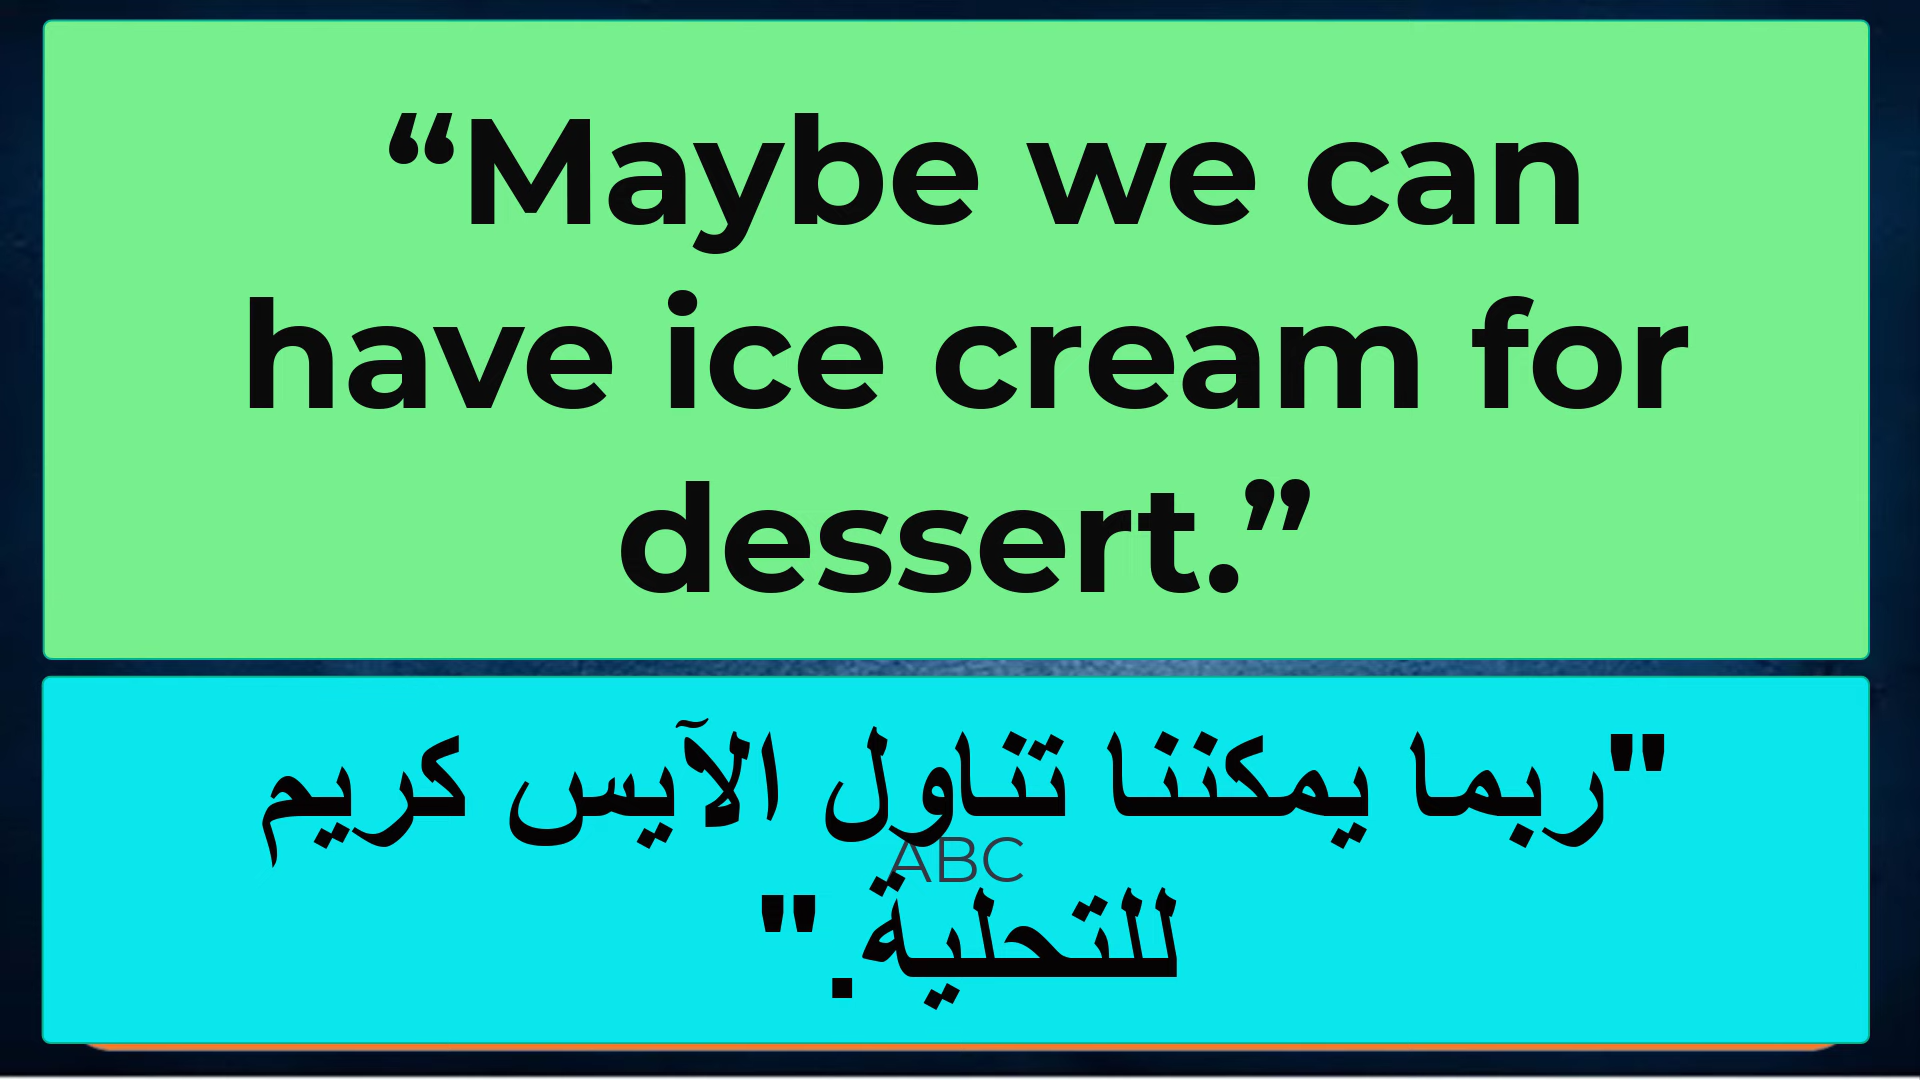 “Maybe we can
have ice cream for
dessert.”
"ربما يمكننا تناول الآيس كريم
ABC
للتحلية."